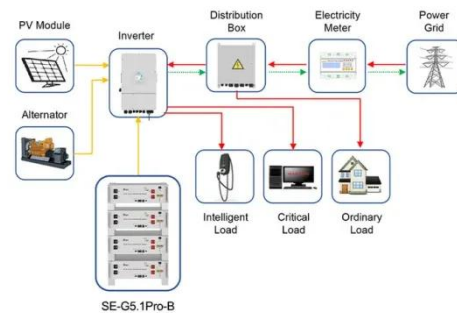 PV Module
Inverter
Distribution
Box
Electricity
Meter
Power
Grid
Alternator
Intelligent
Load
Critical
Load
Ordinary
Load
SE-G5.1Pro-B